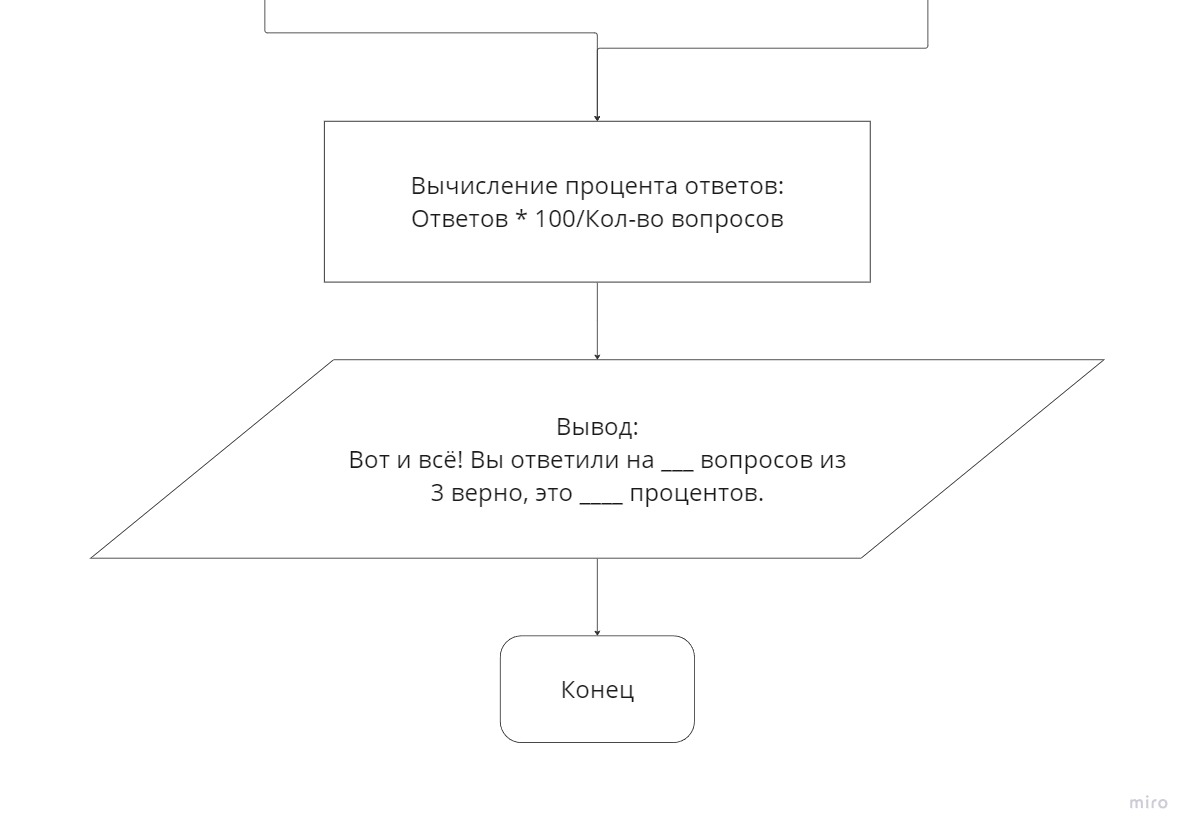 Вычисление процента ответов:
Ответов * 100/Кол-во вопросов
Вывод:
Вот и всё! Вы ответили на ___ вопросов из
3 верно, это ____ процентов.
Конец
miro